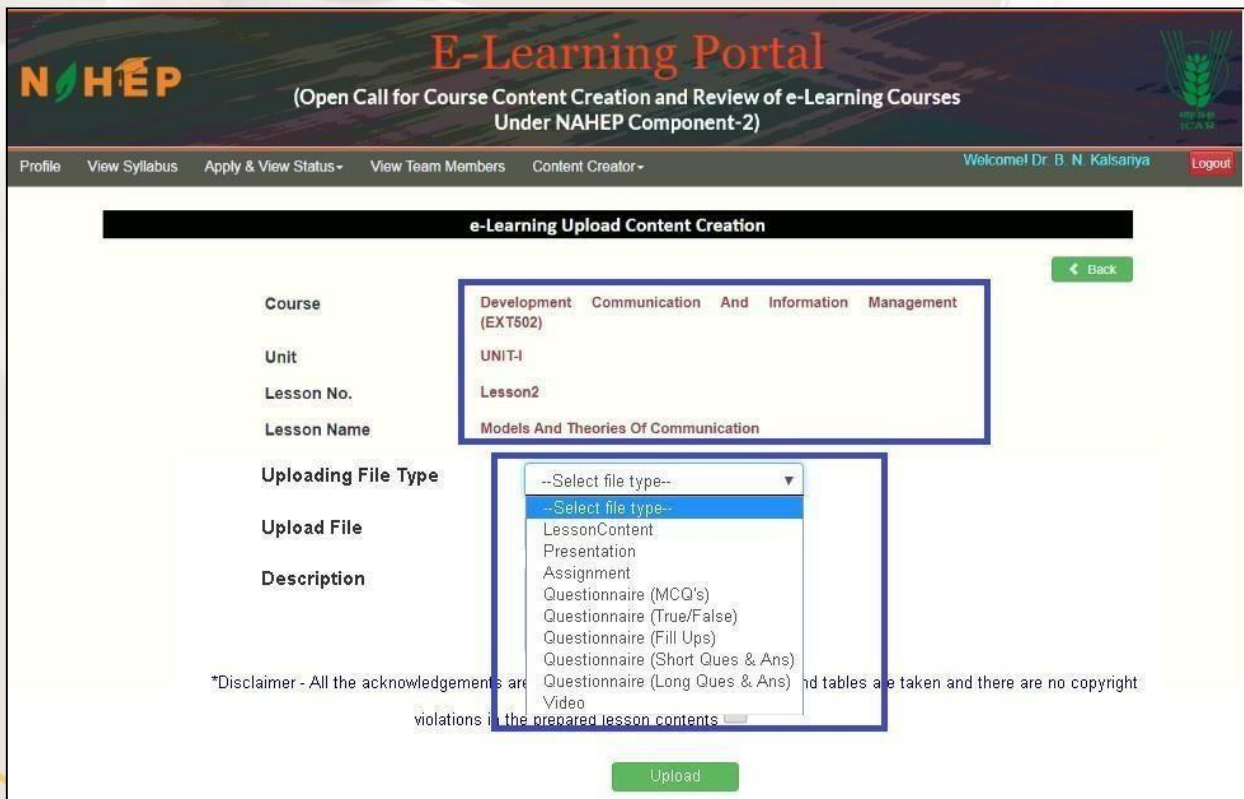 E-Learning Portal
NAHEP
(Open Call for Course Content Creation and Review of e-Learning Courses
Under NAHEP Component-2)
ICAR
Profile View Syllabus Apply & View Status View Team Members Content Creator Welcome! Dr. B. N. Kalsariya Logout
e-Learning Upload Content Creation
Back
Course Development Communication And Information Management
(EXT502)
Unit UNIT-I
Lesson No. Lesson2
Lesson Name Models And Theories Of Communication
Uploading File Type --Select file type--
--Select file type--
Upload File LessonContent
Presentation
Description Assignment
Questionnaire (MCQ's)
Questionnaire (True/False)
Questionnaire (Fill Ups)
Questionnaire (Short Ques & Ans)
*Disclaimer - All the acknowledgements are Questionnaire (Long Ques & Ans) nd tables are taken and there are no copyright
Video
violations in the prepared lesson contents
Upload